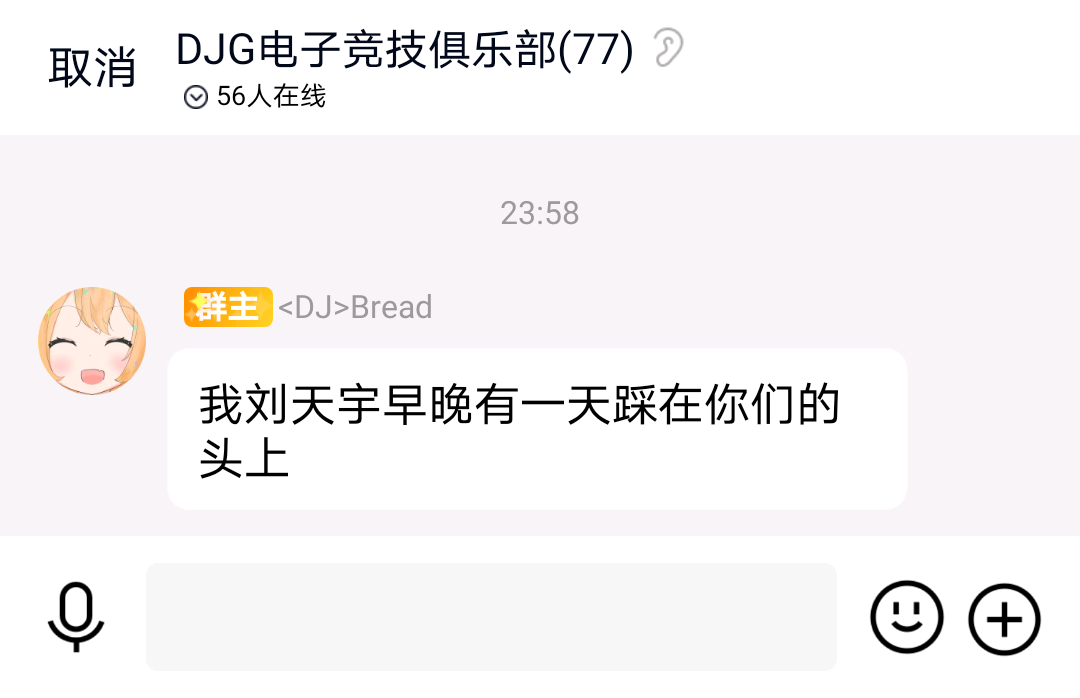 取消
DJG电子竞技俱乐部(77)
56人在线
23:58
群主 <DJ>Bread
我刘天宇早晚有一天踩在你们的
头上